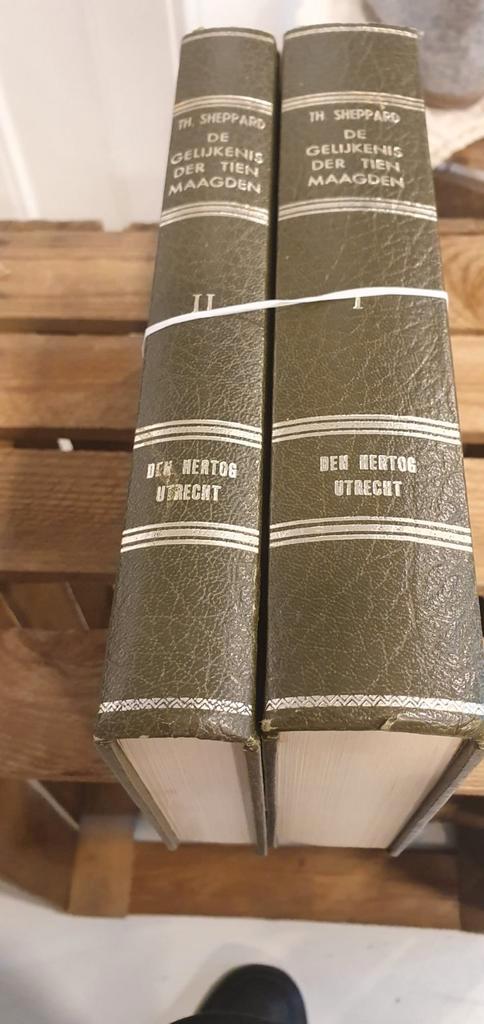 TH. SHEPPARD
DE
GELIJKENIS
DER TIEN
MAAGDEN
II
DEN HERTOG
UTRECHT
TH SHEPPARD
DE
GELIJKENIS
DER TIEN
MAAGDEN
I
DEN HERTOG
UTRECHT